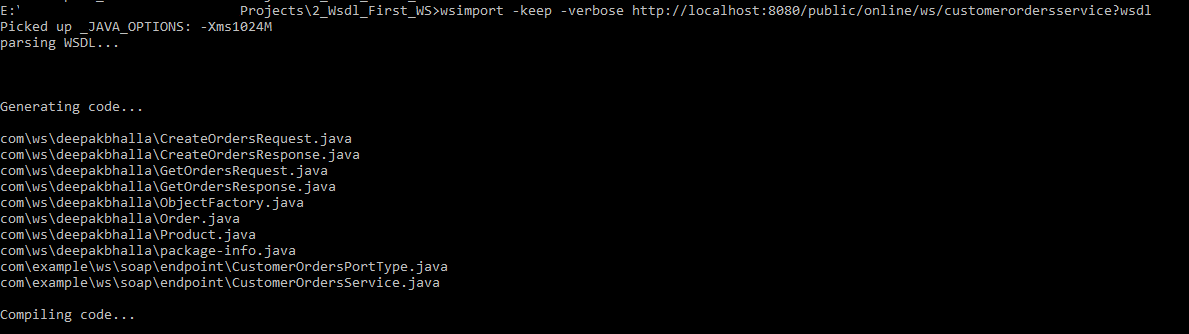 E:\ Projects\2_Wsdl_First_WS>wsimport -keep -verbose http://localhost:8080/public/online/ws/customerordersservice?wsdl
Picked up _JAVA_OPTIONS: -Xms1024M
parsing WSDL...
Generating code...
com\ws\deepakbhalla\CreateOrdersRequest.java
com\ws\deepakbhalla\CreateOrdersResponse.java
com\ws\deepakbhalla\GetOrdersRequest.java
com\ws\deepakbhalla\GetOrdersResponse.java
com\ws\deepakbhalla\ObjectFactory.java
com\ws\deepakbhalla\Order.java
com\ws\deepakbhalla\Product.java
com\ws\deepakbhalla\package-info.java
com\example\ws\soap\endpoint\CustomerOrdersPortType.java
com\example\ws\soap\endpoint\CustomerOrdersService.java
Compiling code...